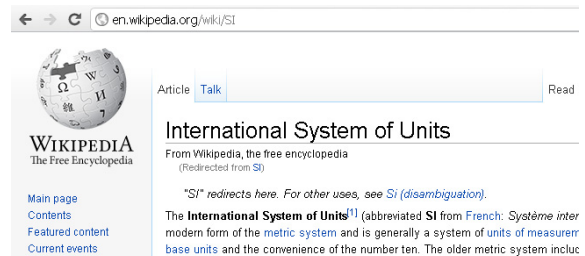 en.wikipedia.org/wiki/SI
Article Talk Read
WIKIPEDIA
The Free Encyclopedia
International System of Units
From Wikipedia, the free encyclopedia
(Redirected from SI)
"SI" redirects here. For other uses, see Si (disambiguation).
Main page
Contents
Featured content
Current events
The International System of Units[1] (abbreviated SI from French: Système inter
modern form of the metric system and is generally a system of units of measurem
base units and the convenience of the number ten. The older metric system includ